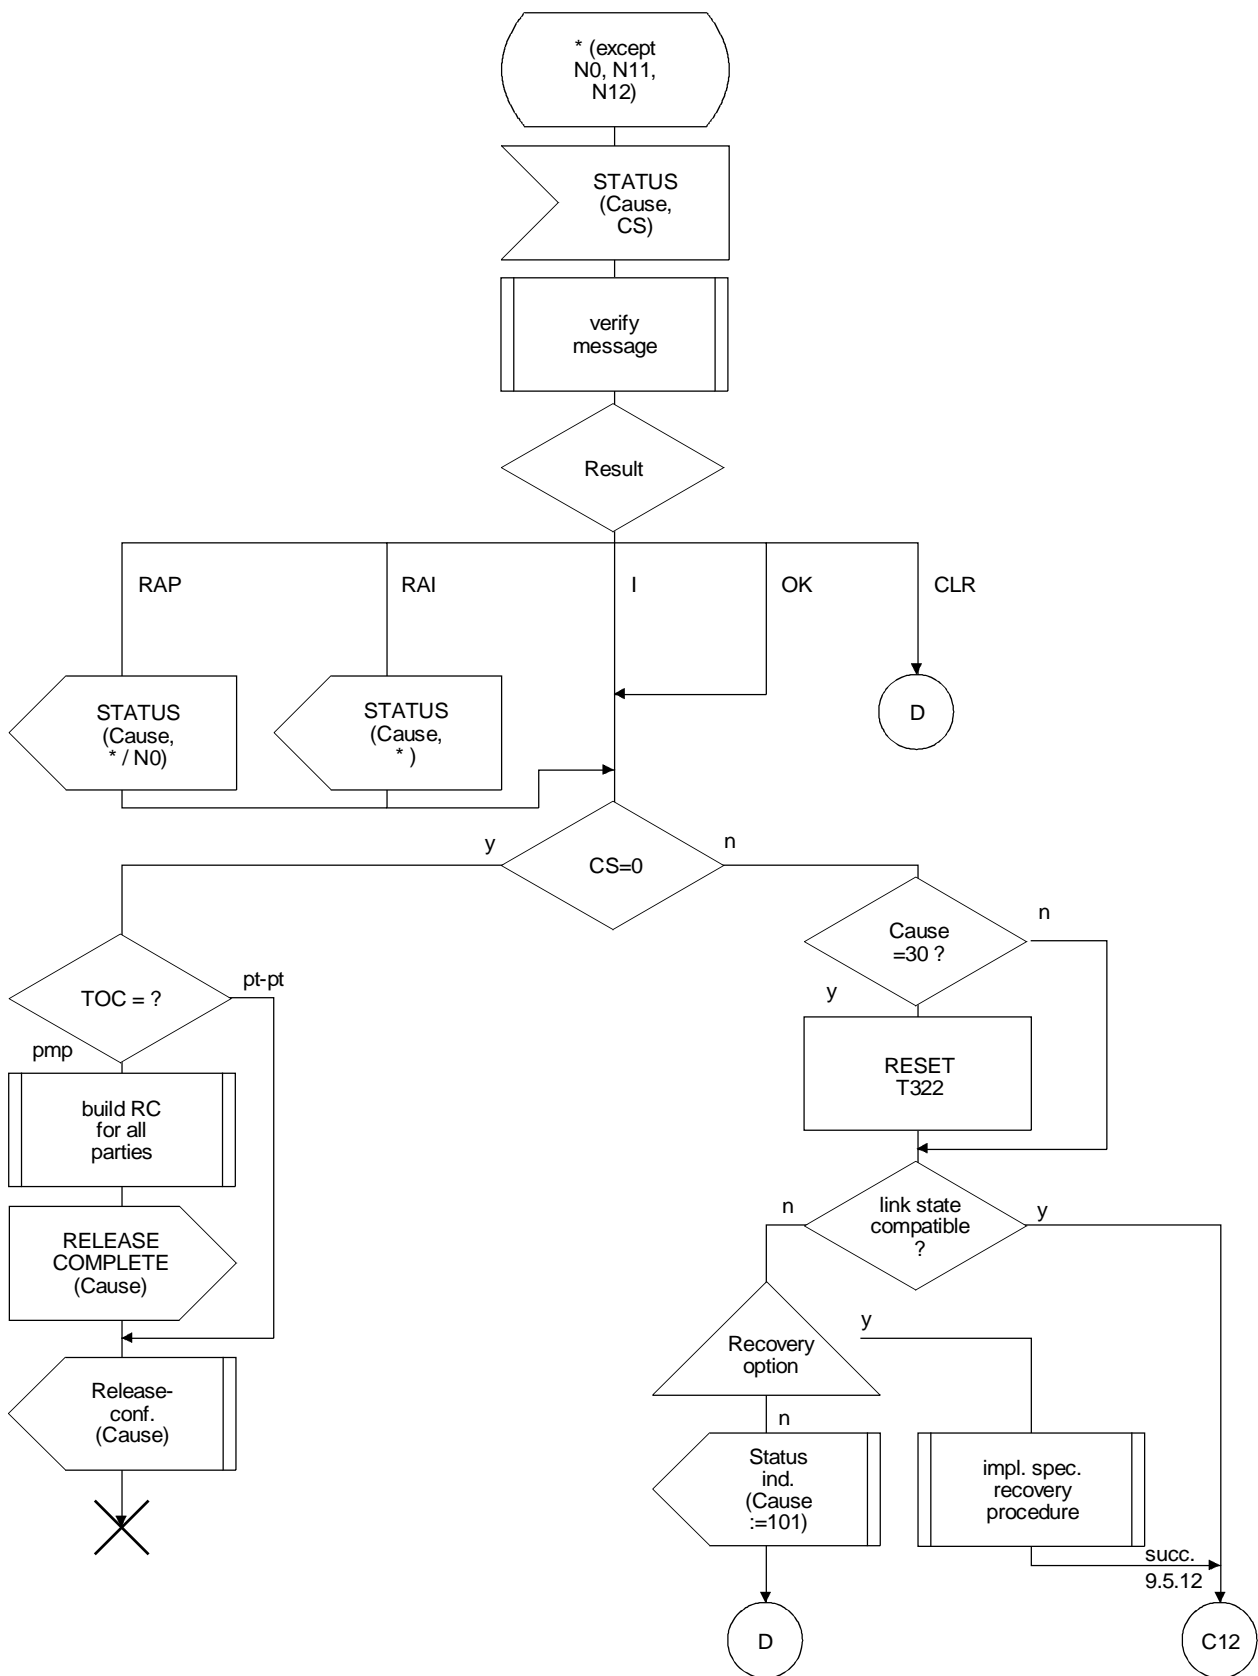 * (except
N0, N11,
N12)
STATUS
(Cause,
CS)
verify
message
Result
RAP
RAI
I
OK
CLR
STATUS
(Cause,
* / N0)
STATUS
(Cause,
* )
D
y
CS=0
n
Cause
=30 ?
n
y
TOC = ?
pt-pt
pmp
RESET
T322
build RC
for all
parties
n
link state
compatible
?
y
RELEASE
COMPLETE
(Cause)
Recovery
option
y
n
Release-
conf.
(Cause)
Status
ind.
(Cause
:=101)
impl. spec.
recovery
procedure
succ.
9.5.12
D
C12